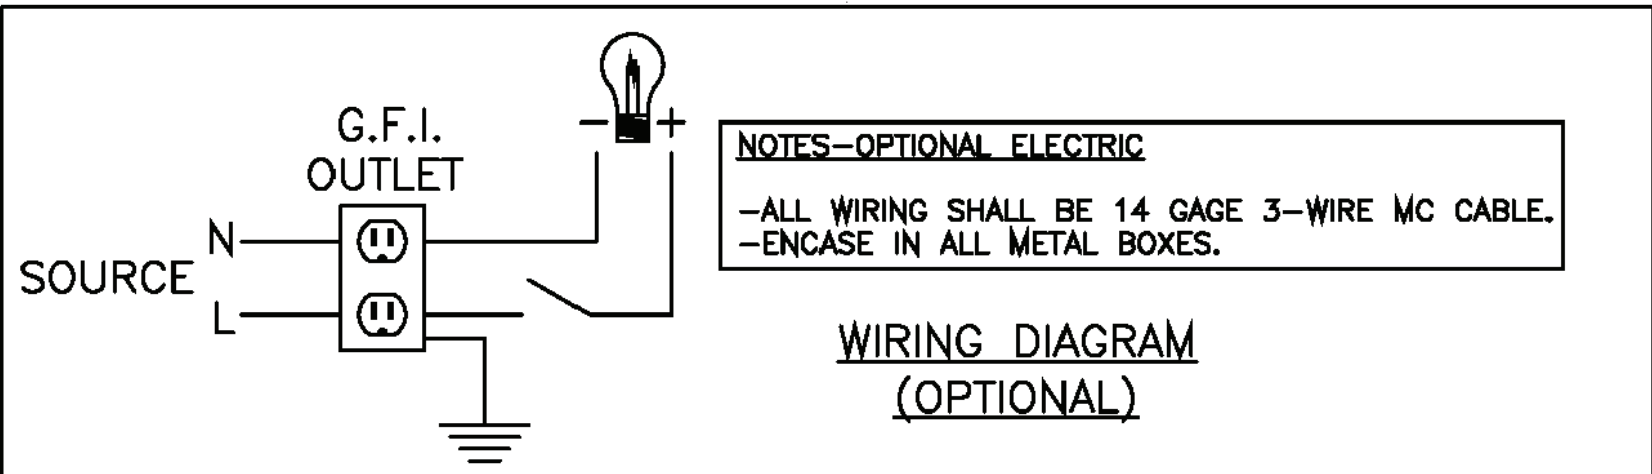 G.F.I.
OUTLET
- +
N
SOURCE
L
NOTES-OPTIONAL ELECTRIC
-ALL WIRING SHALL BE 14 GAGE 3-WIRE MC CABLE.
-ENCASE IN ALL METAL BOXES.
WIRING DIAGRAM
(OPTIONAL)